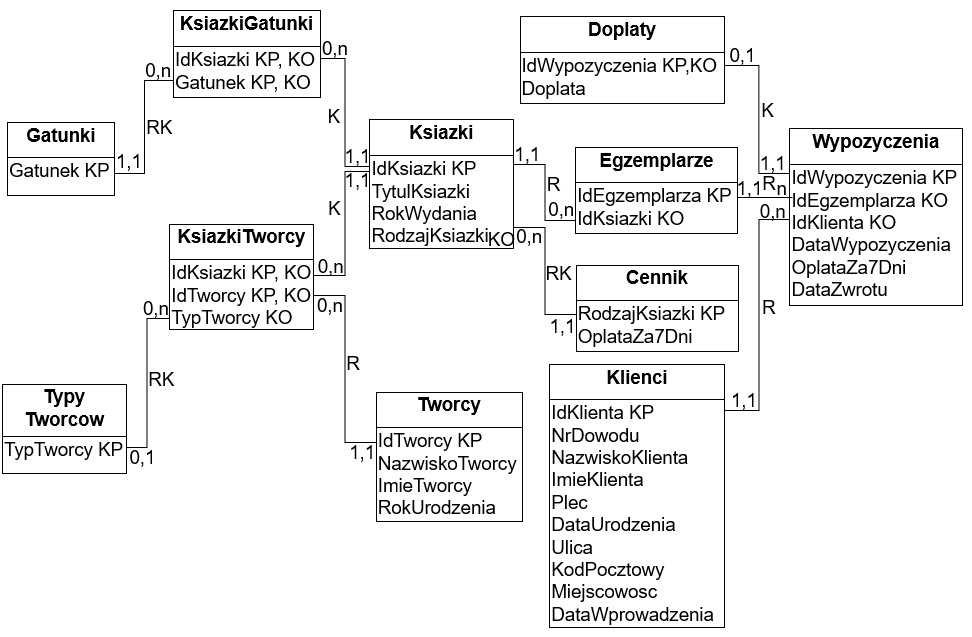 KsiazkiGatunki
IdKsiazki KP, KO
Gatunek KP, KO
0,n
0,n
RK
K
Gatunki
Gatunek KP
1,1
Doplaty
IdWypozyczenia KP,KO
Doplata
0,1
K
Ksiazki
IdKsiazki KP
TytulKsiazki
RokWydania
RodzajKsiazki KO
1,1
1,1
1,1
0,n
K
R
RK
Egzemplarze
IdEgzemplarza KP
IdKsiazki KO
0,n
1,1
R
Wypozyczenia
IdWypozyczenia KP
IdEgzemplarza KO
IdKlienta KO
DataWypozyczenia
OplataZa7Dni
DataZwrotu
1,1
n
0,n
R
KsiazkiTworcy
IdKsiazki KP, KO
IdTworcy KP, KO
TypTworcy KO
0,n
0,n
0,n
RK
R
Cennik
RodzajKsiazki KP
OplataZa7Dni
1,1
Typy
Tworcow
TypTworcy KP
0,1
Tworcy
IdTworcy KP
NazwiskoTworcy
ImieTworcy
RokUrodzenia
1,1
Klienci
IdKlienta KP
NrDowodu
NazwiskoKlienta
ImieKlienta
Plec
DataUrodzenia
Ulica
KodPocztowy
Miejscowosc
DataWprowadzenia
1,1